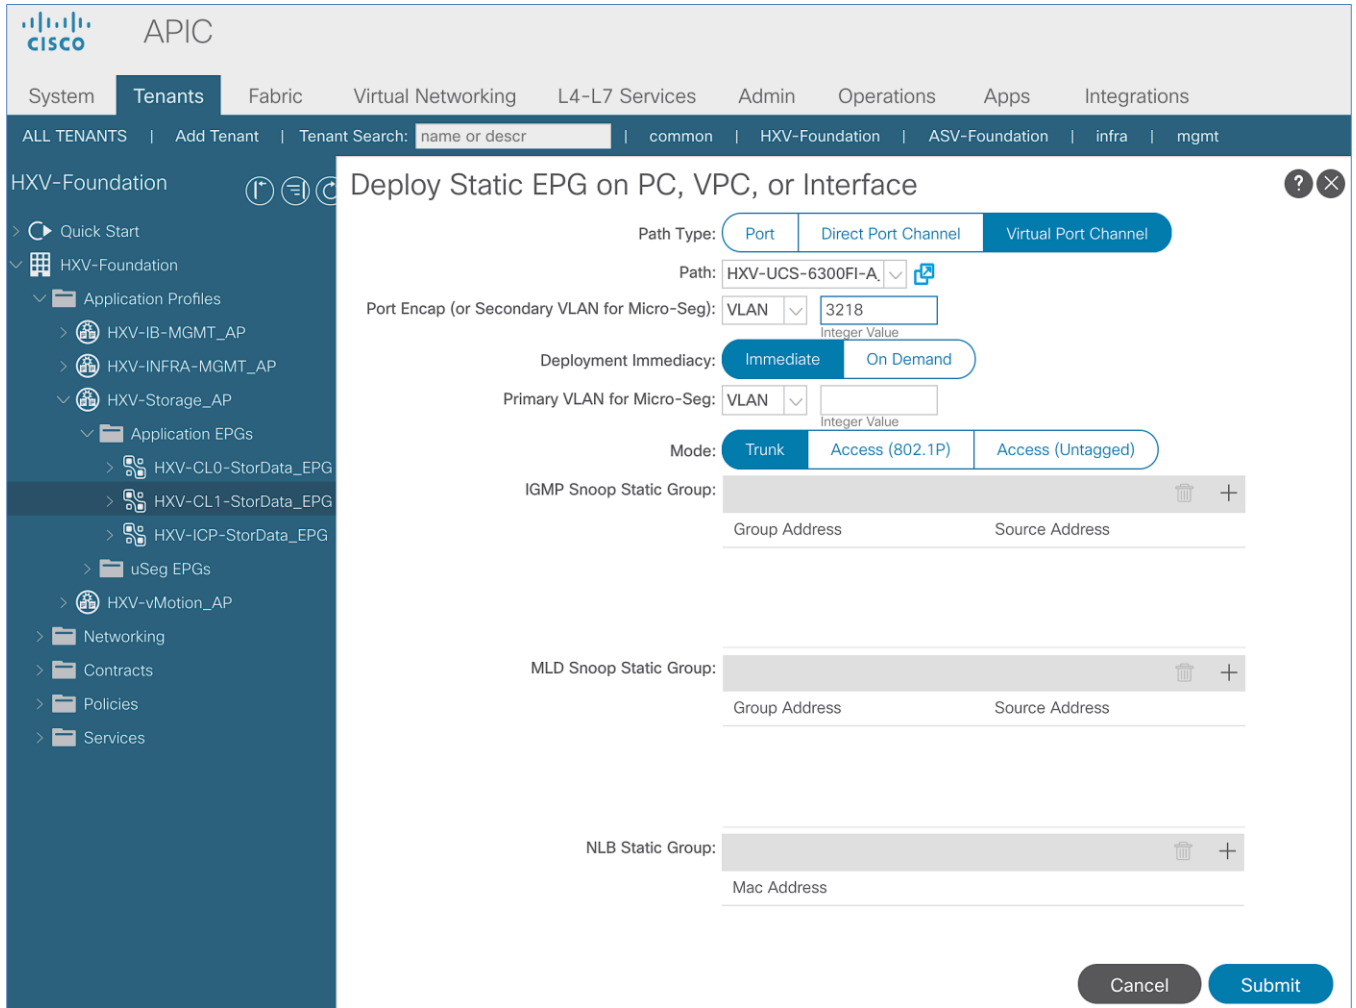 CISCO APIC
System Tenants Fabric Virtual Networking L4-L7 Services Admin Operations Apps Integrations
ALL TENANTS | Add Tenant | Tenant Search: name or descr | common | HXV-Foundation | ASV-Foundation | infra | mgmt
HXV-Foundation
Quick Start
HXV-Foundation
Application Profiles
HXV-IB-MGMT_AP
HXV-INFRA-MGMT_AP
HXV-Storage_AP
Application EPGs
HXV-CL0-StorData_EPG
HXV-CL1-StorData_EPG
HXV-ICP-StorData_EPG
uSeg EPGs
HXV-vMotion_AP
Networking
Contracts
Policies
Services
Deploy Static EPG on PC, VPC, or Interface
?
Path Type: Port Direct Port Channel Virtual Port Channel
Path: HXV-UCS-6300FI-A_
Port Encap (or Secondary VLAN for Micro-Seg): VLAN 3218
Integer Value
Deployment Immediacy: Immediate On Demand
Primary VLAN for Micro-Seg: VLAN
Integer Value
Mode: Trunk Access (802.1P) Access (Untagged)
IGMP Snoop Static Group:
Group Address Source Address
MLD Snoop Static Group:
Group Address Source Address
NLB Static Group:
Mac Address
Cancel Submit